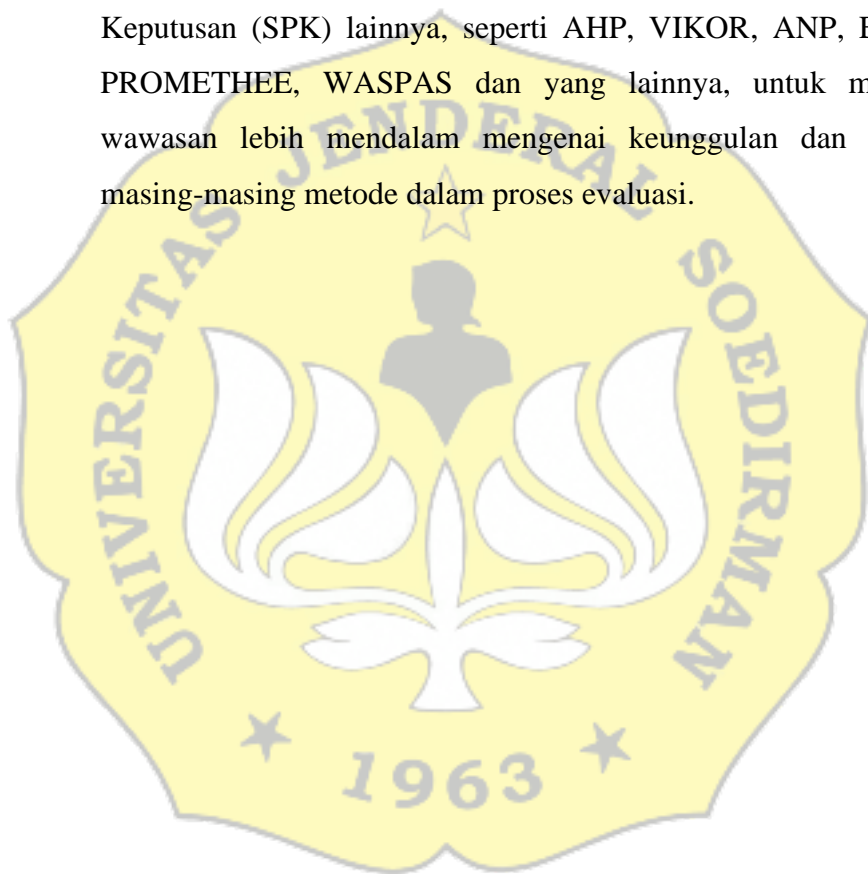 Keputusan (SPK) lainnya, seperti AHP, VIKOR, ANP,
PROMETHEE, WASPAS dan yang lainnya, untuk
wawasan lebih mendalam mengenai keunggulan dan
masing-masing metode dalam proses evaluasi.
UNIVERSITAS JENDERAL SOEDIRMAN
1963